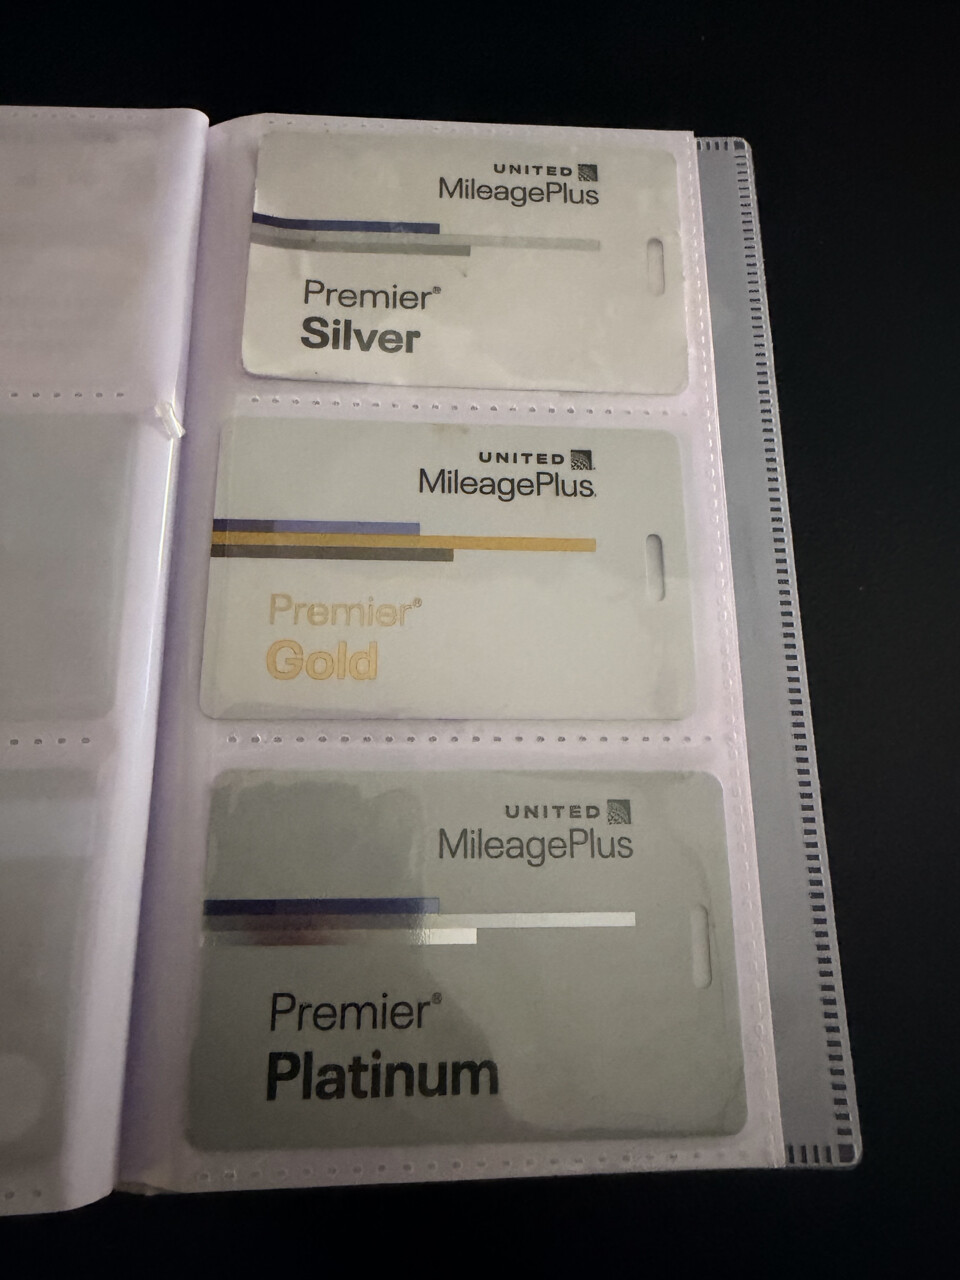 UNITED
MileagePlus
Premier®
Silver
UNITED
MileagePlus.
Premier®
Gold
UNITED
MileagePlus
Premier®
Platinum